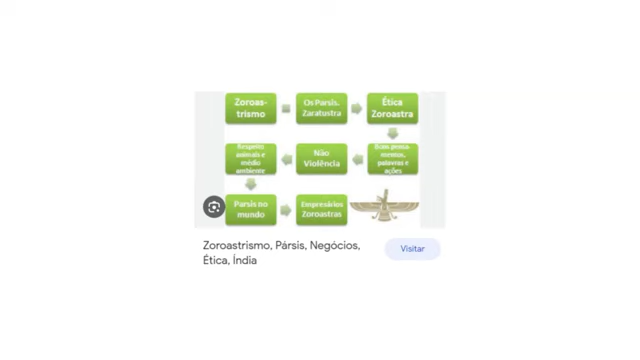 Zoroas-
trismo
Os Parsis.
Zaratustra
Ética
Zoroastra
Respeito
animais e
médio
ambiente
Não
Violência
Bons pensa-
mentos,
palavras e
ações
Parsis no
mundo
Empresários
Zoroastras
Zoroastrismo, Pársis, Negócios,
Ética, Índia
Visitar